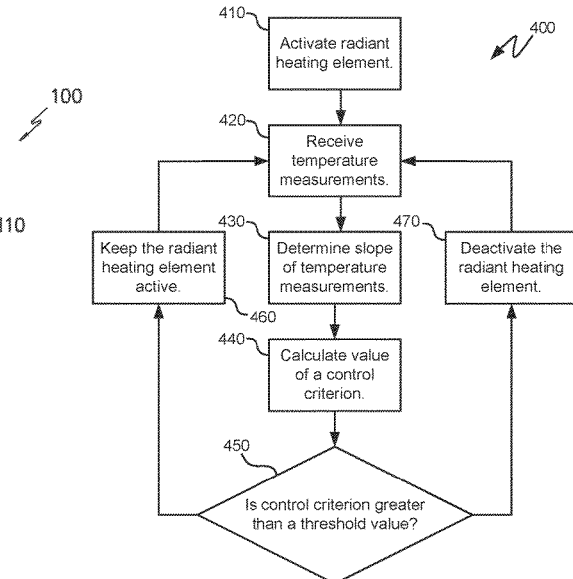 410
Activate radiant
heating element.
400
100
420
Receive
temperature
measurements.
110
Keep the radiant
heating element
active.
460
430
Determine slope
of temperature
measurements.
470
Deactivate the
radiant heating
element.
440
Calculate value
of a control
criterion.
450
Is control criterion greater
than a threshold value?